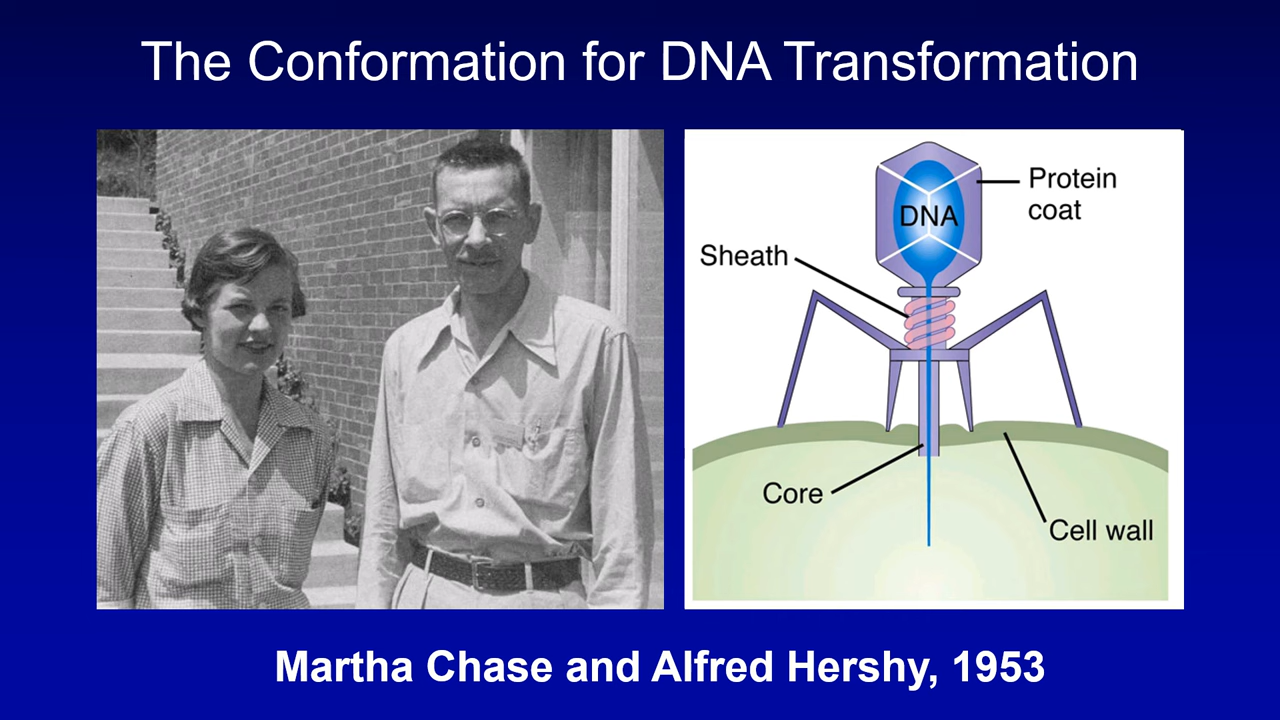 The Conformation for DNA Transformation
Protein
coat
DNA
Sheath
Core
Cell wall
Martha Chase and Alfred Hershy, 1953